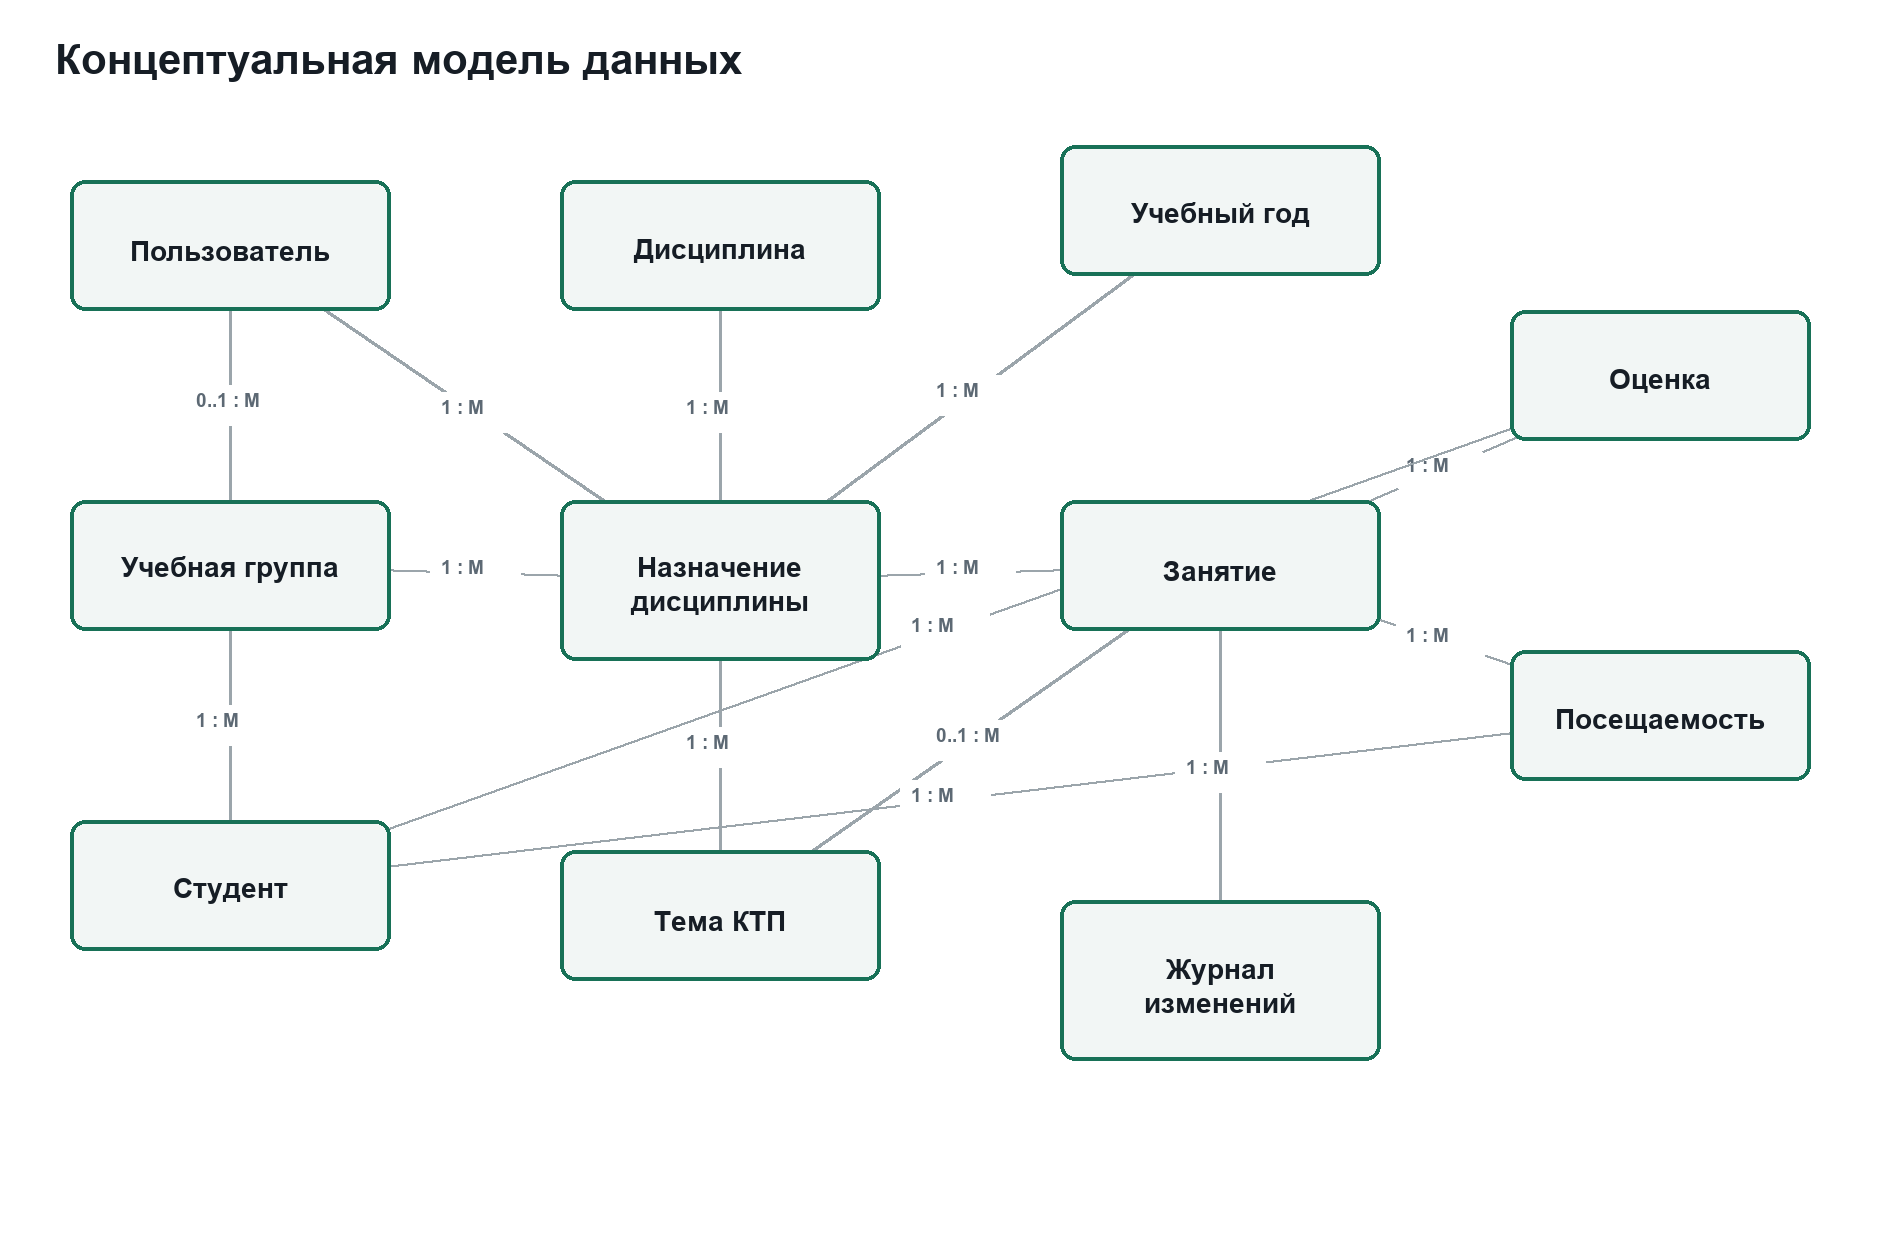 Концептуальная модель данных
Учебный год
Пользователь
Дисциплина
Оценка
0..1 : М
1 : М
1 : М
1 : М
1 : М
Учебная группа
1 : М
Назначение
дисциплины
1 : М
Занятие
1 : М
1 : М
1 : М
1 : М
0..1 : М
Посещаемость
1 : М
1 : М
Студент
Тема КТП
Журнал
изменений